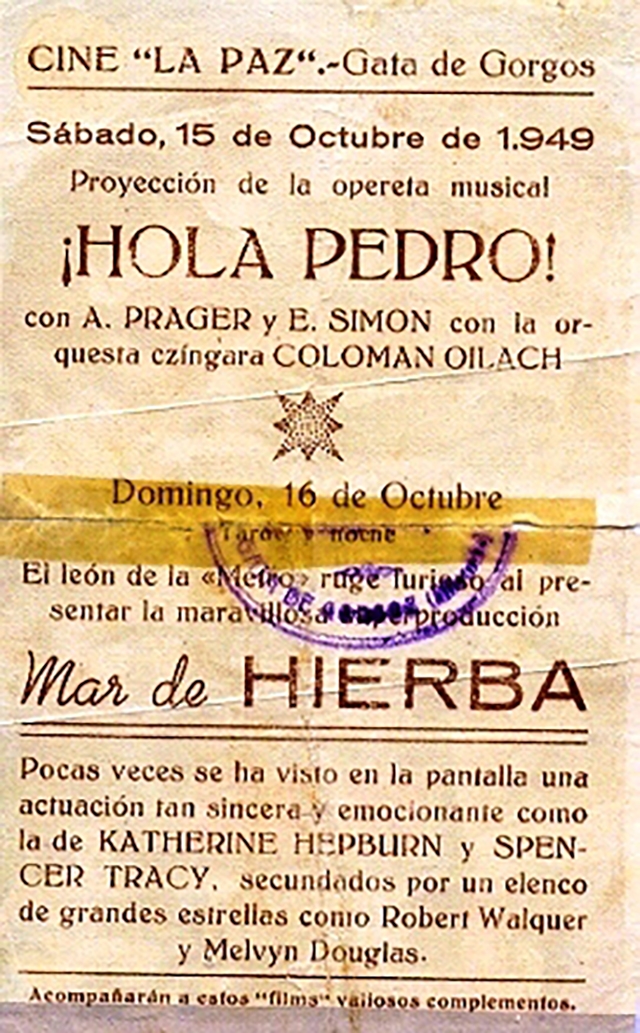 CINE “LA PAZ“.-Gata de Gorgos
Sábado, 15 de Octubre de 1.949
Proyección de la opereta musical
¡HOLA PEDRO!
con A. PRAGER y E. SIMON con la or-
questa czíngara COLOMAN OILACH
Domingo, 16 de Octubre
Tarde y noche
El león de la «Metro» ruge furioso al pre-
sentar la maravillosa superproducción
Mar de HIERBA
Pocas veces se ha visto en la pantalla una
actuación tan sincera y emocionante como
la de KATHERINE HEPBURN y SPEN-
CER TRACY, secundados por un elenco
de grandes estrellas como Robert Walquer
y Melvyn Douglas.
Acompañarán a estos "films" valiosos complementos.